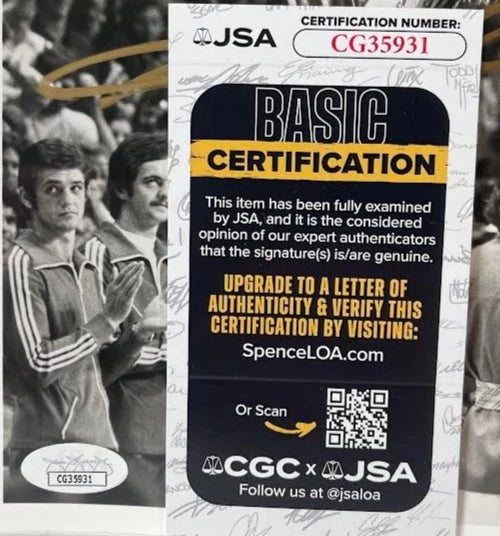 JSA
CERTIFICATION NUMBER:
CG35931
BASIC
CERTIFICATION
This item has been fully examined
by JSA, and it is the considered
opinion of our expert authenticators
that the signature(s) is/are genuine.
UPGRADE TO A LETTER OF
AUTHENTICITY & VERIFY THIS
CERTIFICATION BY VISITING:
SpenceLOA.com
Or Scan
CGC x JSA
Follow us at @jsaloa
CG35931